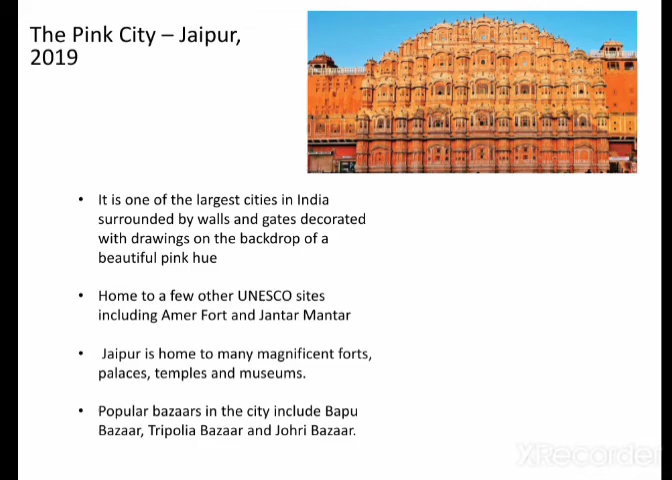 The Pink City – Jaipur,
2019
• It is one of the largest cities in India
surrounded by walls and gates decorated
with drawings on the backdrop of a
beautiful pink hue
• Home to a few other UNESCO sites
including Amer Fort and Jantar Mantar
• Jaipur is home to many magnificent forts,
palaces, temples and museums.
• Popular bazaars in the city include Bapu
Bazaar, Tripolia Bazaar and Johri Bazaar.
XRecorder